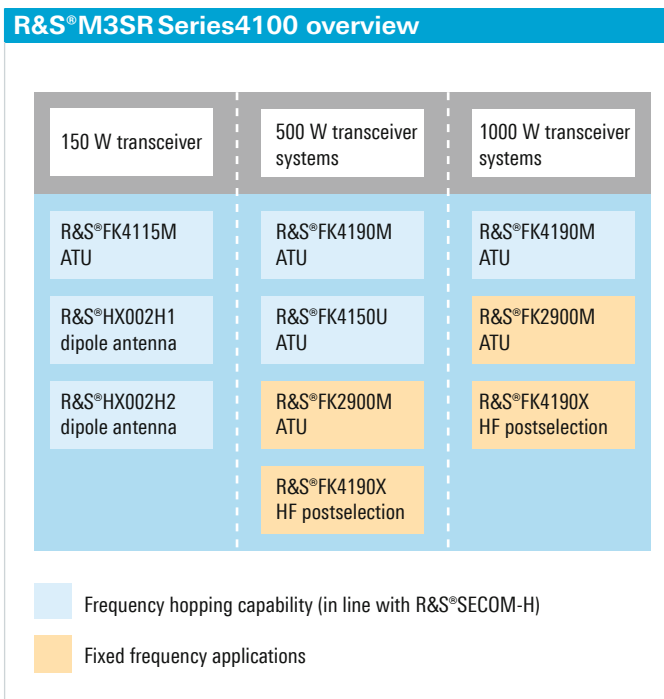 R&S®M3SR Series4100 overview
150 W transceiver
500 W transceiver
systems
1000 W transceiver
systems
R&S®FK4115M
ATU
R&S®HX002H1
dipole antenna
R&S®HX002H2
dipole antenna
R&S®FK4190M
ATU
R&S®FK4150U
ATU
R&S®FK2900M
ATU
R&S®FK4190X
HF postselection
R&S®FK4190M
ATU
R&S®FK2900M
ATU
R&S®FK4190X
HF postselection
Frequency hopping capability (in line with R&S®SECOM-H)
Fixed frequency applications